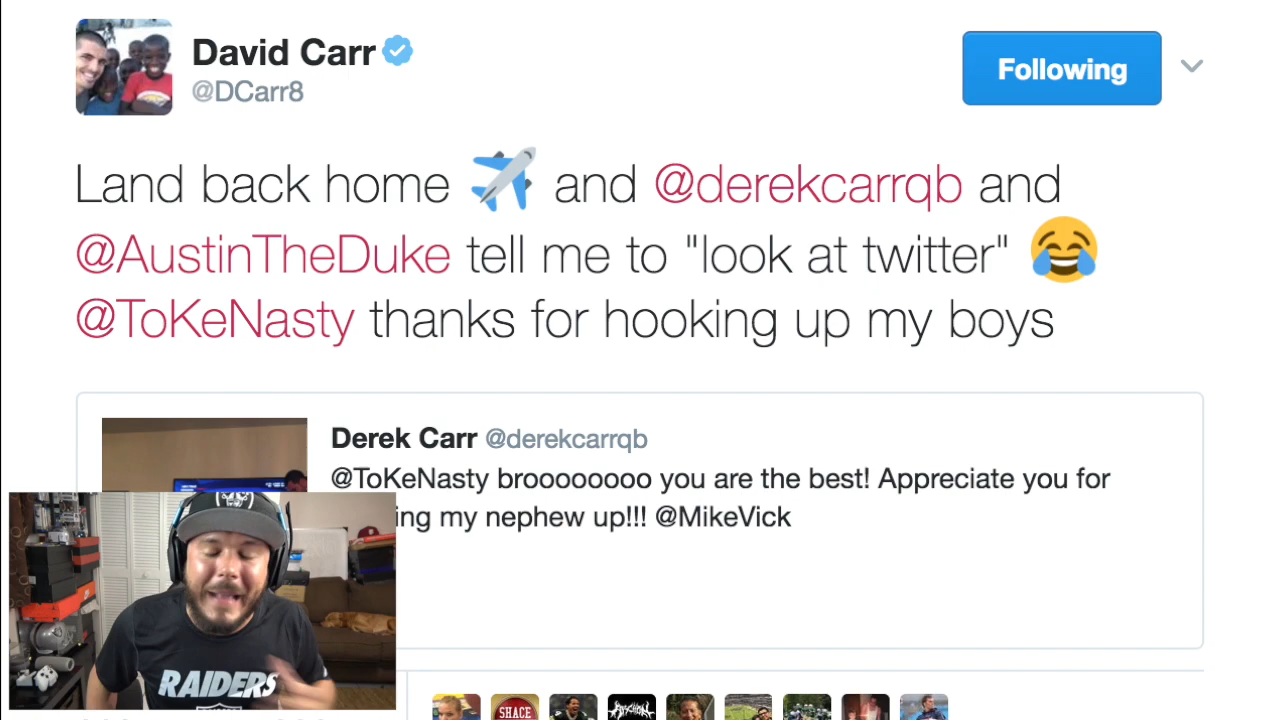 David Carr
@DCarr8
Following
Land back home and @derekcarrqb and
@AustinTheDuke tell me to "look at twitter"
@ToKeNasty thanks for hooking up my boys
Derek Carr @derekcarrqb
@ToKeNasty broooooooo you are the best! Appreciate you for
ing my nephew up!!! @MikeVick
RAIDERS
SHACE